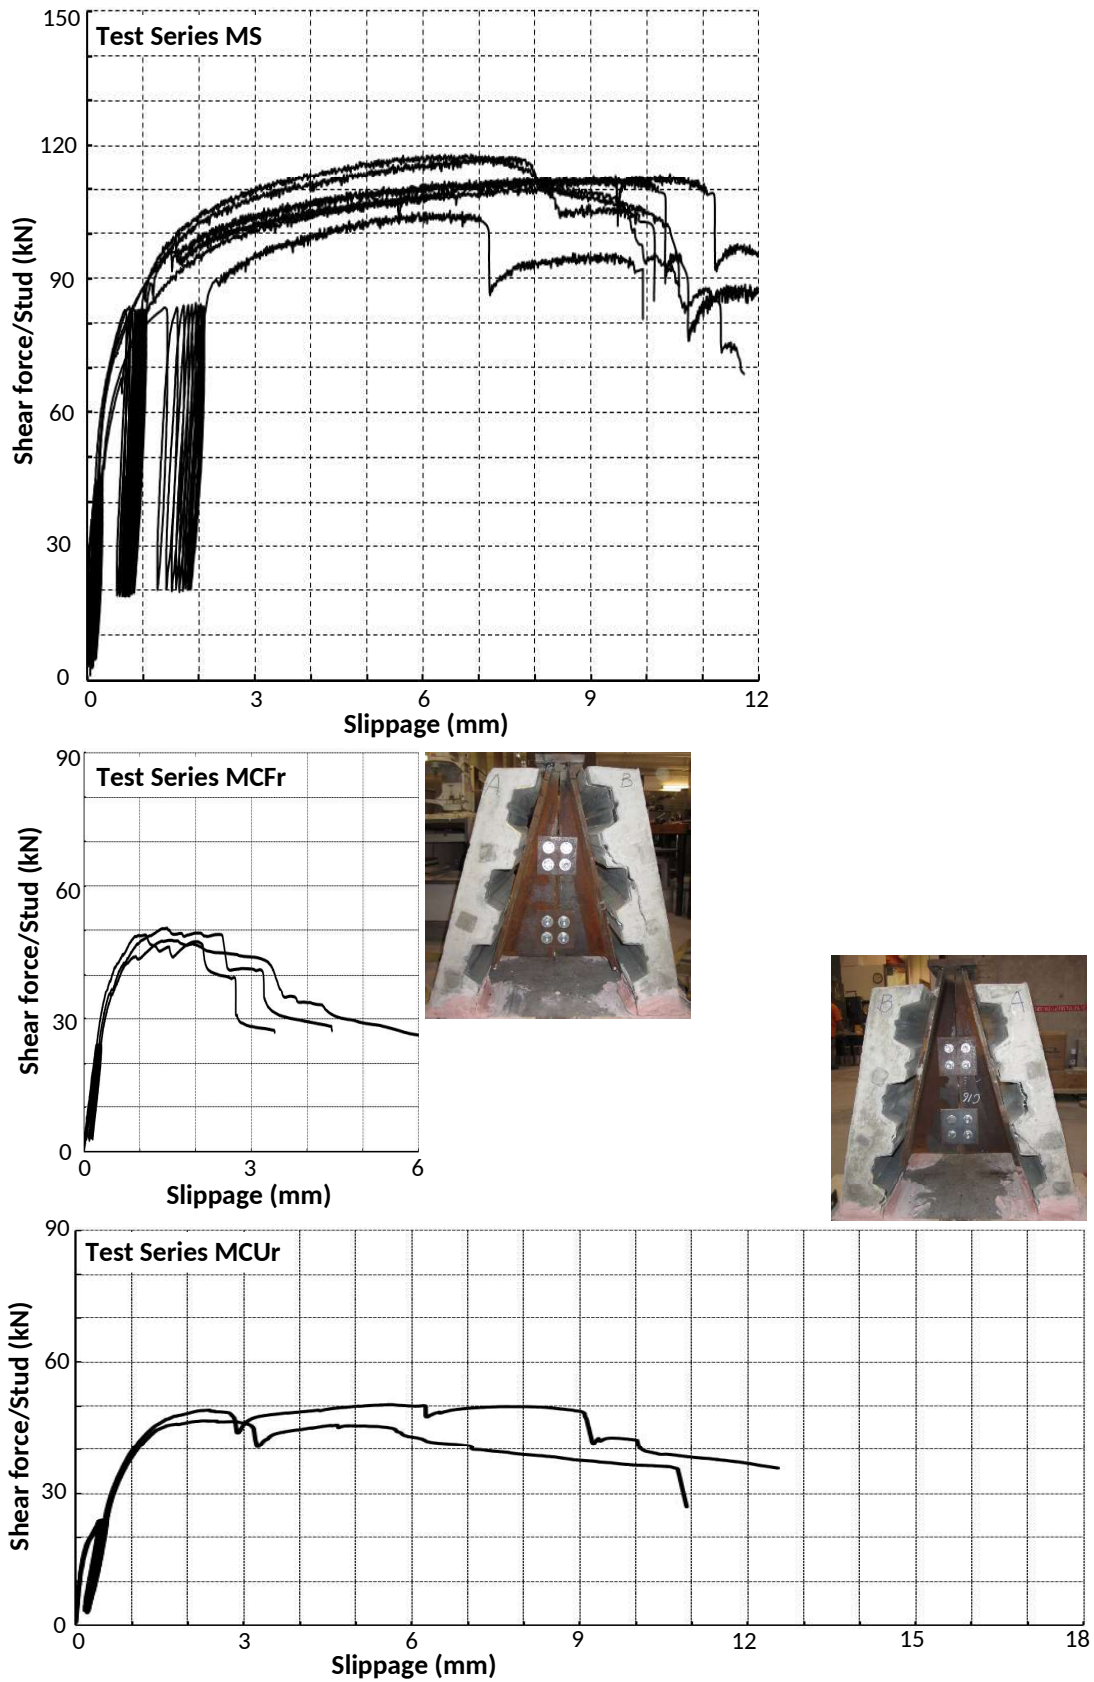 Test Series MS
150
120
90
60
30
0
Shear force/Stud (kN)
0 3 6 9 12
Slippage (mm)
Test Series MCFr
90
60
30
0
Shear force/Stud (kN)
0 3 6
Slippage (mm)
A B
B A
C16
Test Series MCUr
90
60
30
0
Shear force/Stud (kN)
0 3 6 9 12 15 18
Slippage (mm)